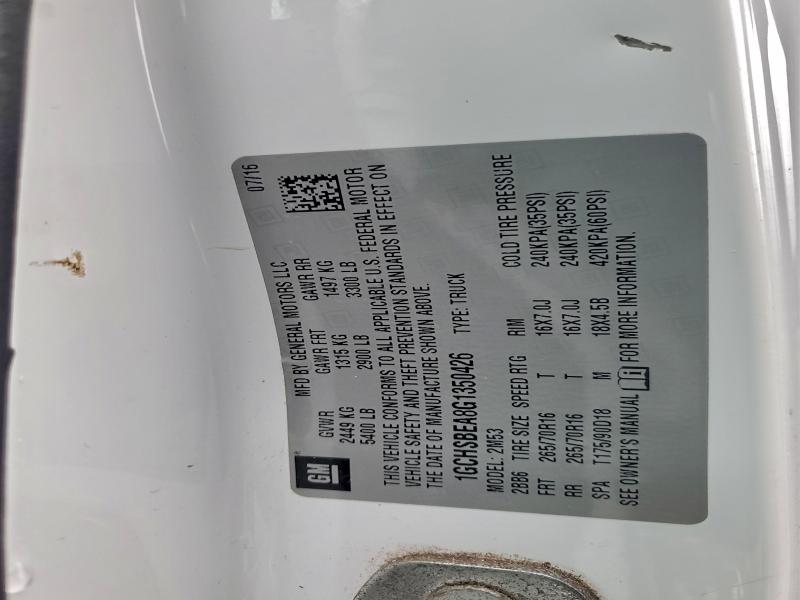 MFD BY GENERAL MOTORS LLC 07/16
GM
GVWR GAWR FRT GAWR RR
2449 KG 1315 KG 1497 KG
5400 LB 2900 LB 3300 LB
THIS VEHICLE CONFORMS TO ALL APPLICABLE U.S. FEDERAL MOTOR
VEHICLE SAFETY AND THEFT PREVENTION STANDARDS IN EFFECT ON
THE DATE OF MANUFACTURE SHOWN ABOVE.
1GCHSBEA8G1350426 TYPE: TRUCK
MODEL: 2M53
2BB6 TIRE SIZE SPEED RTG RIM COLD TIRE PRESSURE
FRT 265/70R16 T 16X7.0J 240KPA(35PSI)
RR 265/70R16 T 16X7.0J 240KPA(35PSI)
SPA T175/90D18 M 18X4.5B 420KPA(60PSI)
SEE OWNER'S MANUAL FOR MORE INFORMATION.